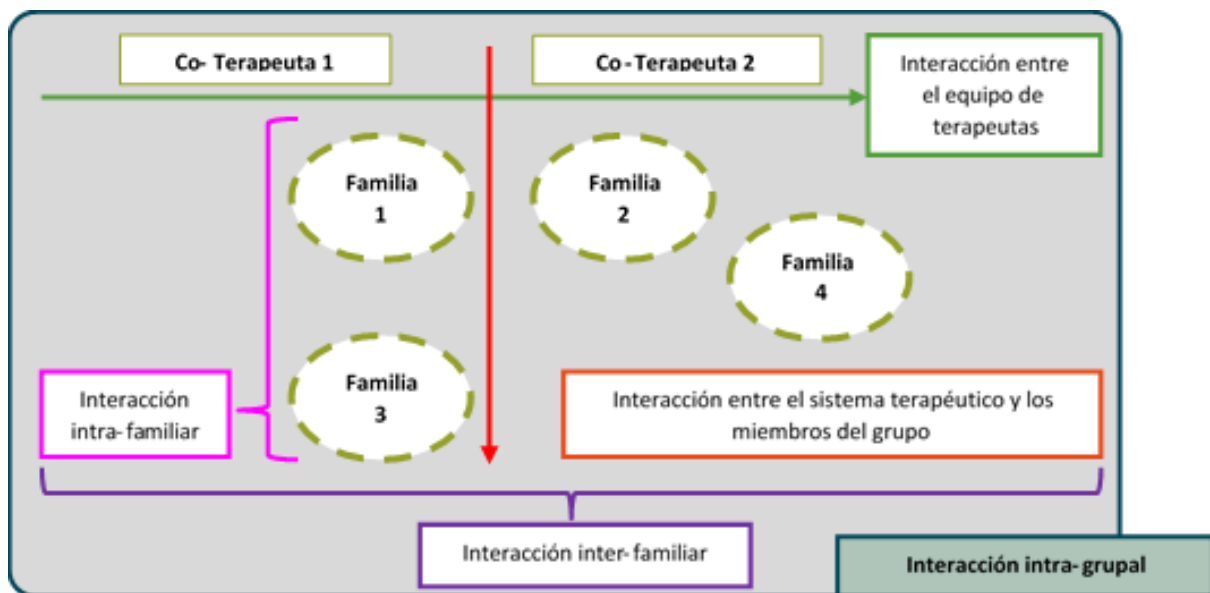 Co- Terapeuta 1
Co -Terapeuta 2
Interacción entre
el equipo de
terapeutas
Familia
1
Familia
2
Familia
4
Familia
3
Interacción
intra-familiar
Interacción entre el sistema terapéutico y los
miembros del grupo
Interacción inter-familiar
Interacción intra-grupal